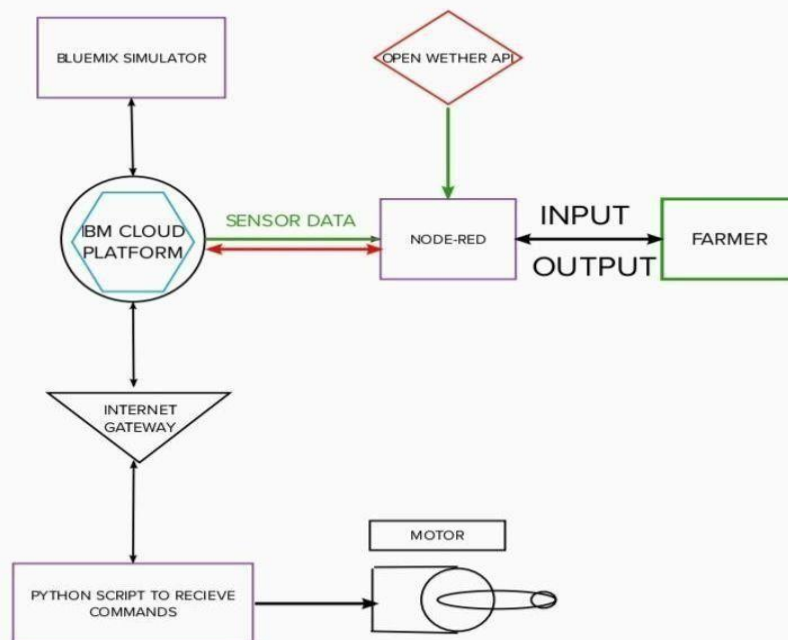 BLUEMIX SIMULATOR
OPEN WETHER API
IBM CLOUD
PLATFORM
SENSOR DATA
NODE-RED
INPUT
OUTPUT
FARMER
INTERNET
GATEWAY
MOTOR
PYTHON SCRIPT TO RECIEVE
COMMANDS